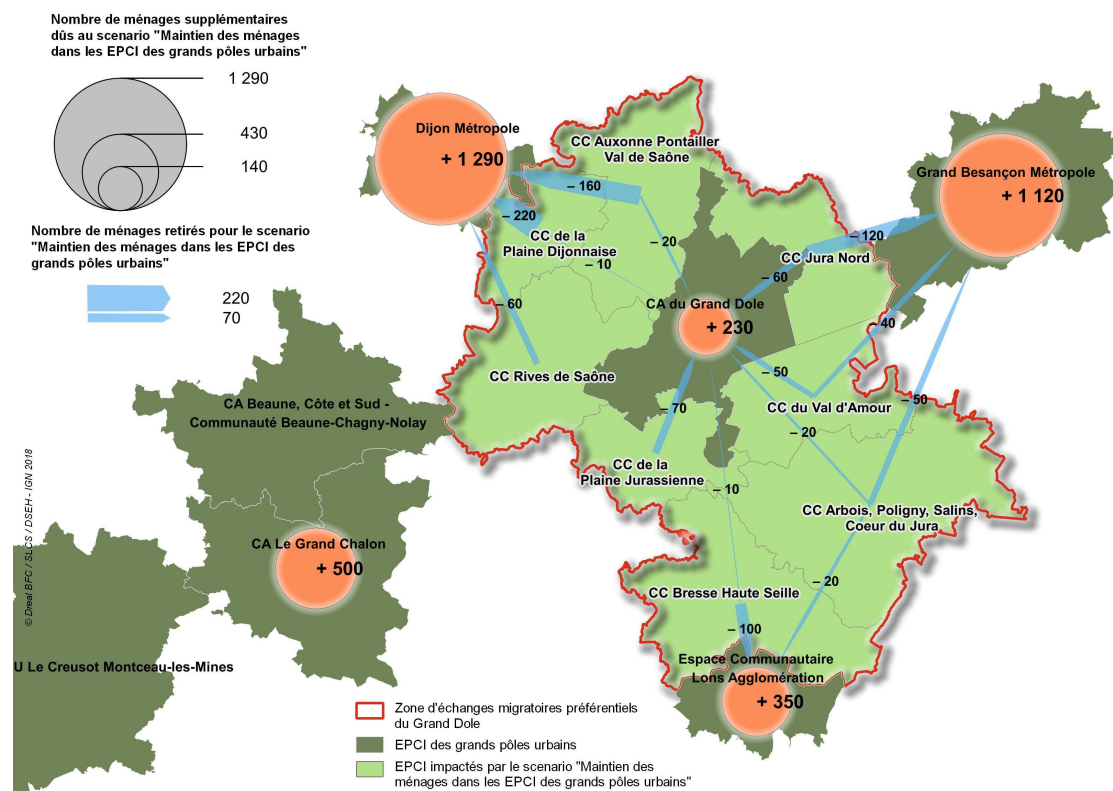 Nombre de ménages supplémentaires
dûs au scenario "Maintien des ménages
dans les EPCI des grands pôles urbains"
1 290
430
140
Nombre de ménages retirés pour le scenario
"Maintien des ménages dans les EPCI des
grands pôles urbains"
220
70
Dijon Métropole
+ 1 290
CC Auxonne Pontailler
Val de Saône
Grand Besançon Métropole
+ 1 120
– 160
– 220
– 20
– 120
CC de la
Plaine Dijonnaise
– 10
CC Jura Nord
– 60
– 60
CA du Grand Dole
+ 230
– 40
CC Rives de Saône
– 50
– 50
CA Beaune, Côte et Sud -
Communauté Beaune-Chagny-Nolay
– 70
CC du Val d'Amour
– 20
CC de la
Plaine Jurassienne
– 10
CC Arbois, Poligny, Salins,
Coeur du Jura
CA Le Grand Chalon
+ 500
– 20
CC Bresse Haute Seille
– 100
U Le Creusot Montceau-les-Mines
Espace Communautaire
Lons Agglomération
+ 350
Zone d'échanges migratoires préférentiels
du Grand Dole
EPCI des grands pôles urbains
EPCI impactés par le scenario "Maintien des
ménages dans les EPCI des grands pôles urbains"
© Dreal BFC / SLCS / DSEH - IGN 2018